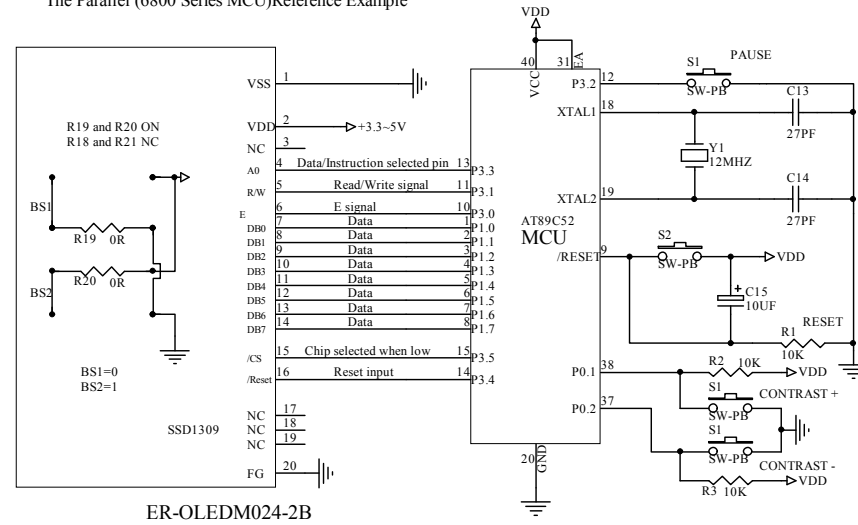 The Parallel (6800 Series MCU)Reference Example
VDD
40
31
EA
VCC
VSS
1
R19 and R20 ON
R18 and R21 NC
VDD
2
+3.3~5V
NC
3
A0
4
Data/Instruction selected pin
13
P3.3
R/W
5
Read/Write signal
11
P3.1
E
6
E signal
10
P3.0
DB0
7
Data
1
P1.0
DB1
8
Data
2
P1.1
DB2
9
Data
3
P1.2
DB3
10
Data
4
P1.3
DB4
11
Data
5
P1.4
DB5
12
Data
6
P1.5
DB6
13
Data
7
P1.6
DB7
14
Data
8
P1.7
/CS
15
Chip selected when low
15
P3.5
/Reset
16
Reset input
14
P3.4
NC
17
NC
18
NC
19
FG
20
BS1
R19
0R
BS2
R20
0R
BS1=0
BS2=1
SSD1309
ER-OLEDM024-2B
AT89C52
MCU
20
GND
P3.2
12
S1
PAUSE
SW-PB
XTAL1
18
C13
27PF
Y1
12MHZ
XTAL2
19
C14
27PF
/RESET
9
S2
SW-PB
VDD
C15
10UF
+
R1
RESET
10K
P0.1
38
R2
10K
VDD
S1
CONTRAST +
SW-PB
P0.2
37
S1
SW-PB
CONTRAST -
R3
10K
VDD